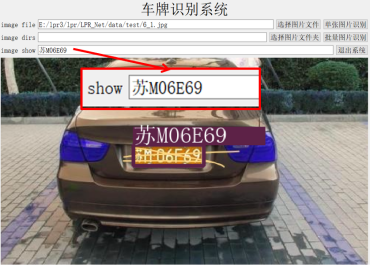 车牌识别系统
image file E:/lpr3/lpr/LPR_Net/data/test/6_1.jpg 选择图片文件 单张图片识别
image dirs 选择图片文件夹 批量图片识别
image show 苏M06E69 退出系统
show 苏M06E69
苏M06E69
苏M06E69